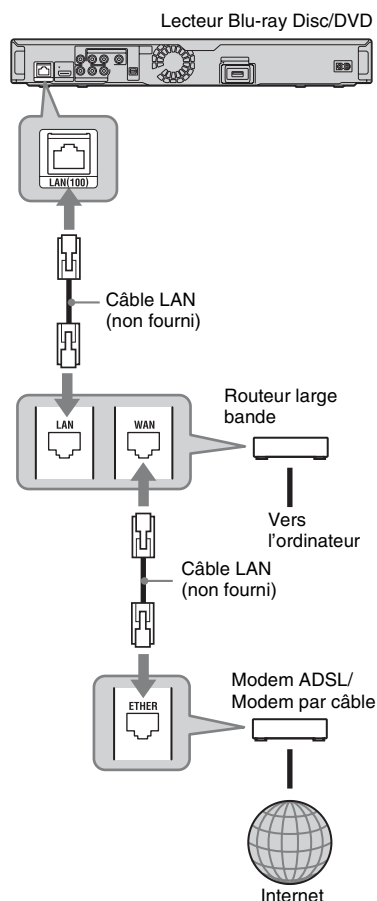 Lecteur Blu-ray Disc/DVD
LAN(100)
Câble LAN
(non fourni)
Routeur large
bande
LAN
WAN
Vers
l'ordinateur
Câble LAN
(non fourni)
Modem ADSL/
Modem par câble
ETHER
Internet